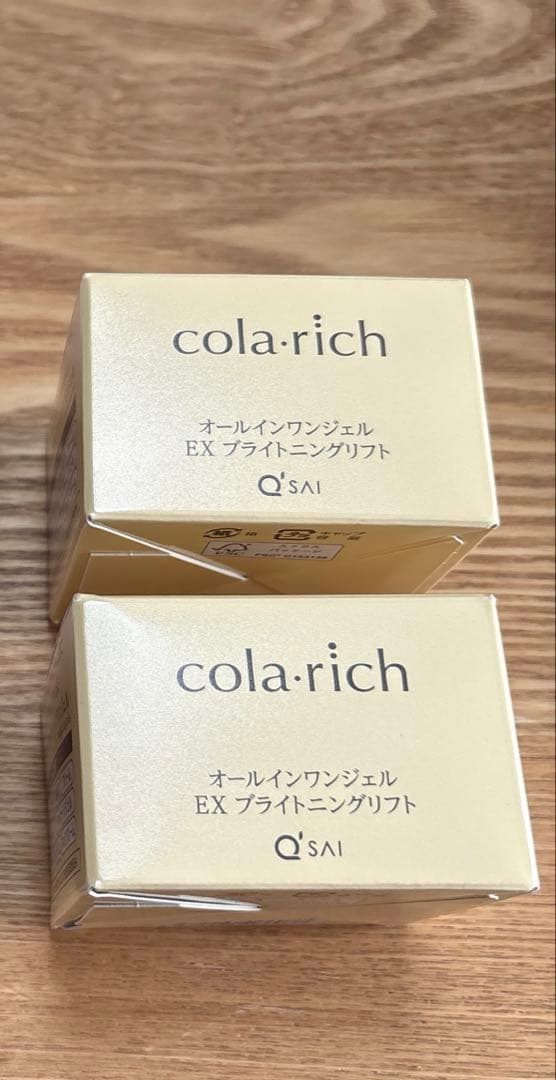 cola·rich
オールインワンジェル
EX ブライトニングリフト
Q'SAI
紙
FSC
cola·rich
オールインワンジェル
EX ブライトニングリフト
Q'SAI